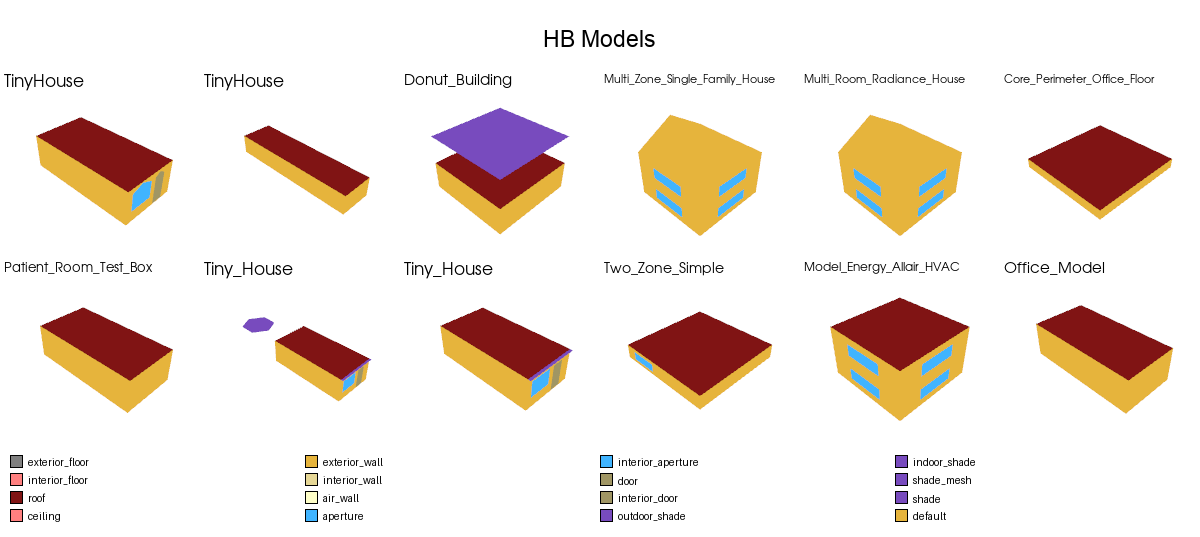 HB Models
TinyHouse
TinyHouse
Donut_Building
Multi_Zone_Single_Family_House
Multi_Room_Radiance_House
Core_Perimeter_Office_Floor
Patient_Room_Test_Box
Tiny_House
Tiny_House
Two_Zone_Simple
Model_Energy_Allair_HVAC
Office_Model
exterior_floor
interior_floor
roof
ceiling
exterior_wall
interior_wall
air_wall
aperture
interior_aperture
door
interior_door
outdoor_shade
indoor_shade
shade_mesh
shade
default